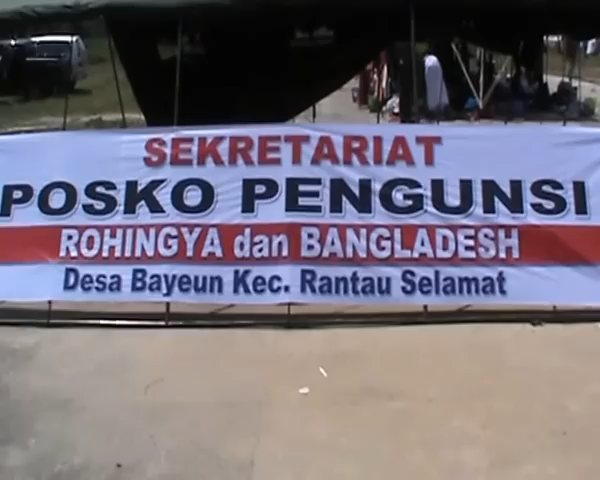 SEKRETARIAT
POSKO PENGUNSI
ROHINGYA dan BANGLADESH
Desa Bayeun Kec. Rantau Selamat